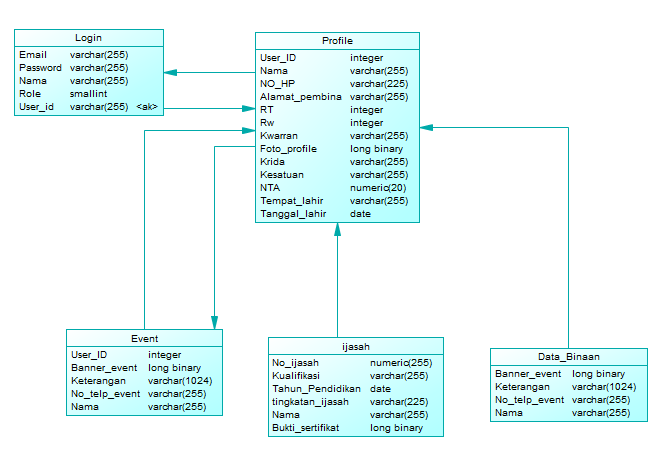 Login
Email varchar(255)
Password varchar(255)
Nama varchar(255)
Role smallint
User_id varchar(255) <ak>
Profile
User_ID integer
Nama varchar(255)
NO_HP varchar(225)
Alamat_pembina varchar(255)
RT integer
Rw integer
Kwarran varchar(255)
Foto_profile long binary
Krida varchar(255)
Kesatuan varchar(255)
NTA numeric(20)
Tempat_lahir varchar(255)
Tanggal_lahir date
Event
User_ID integer
Banner_event long binary
Keterangan varchar(1024)
No_telp_event varchar(255)
Nama varchar(255)
ijasah
No_ijasah numeric(255)
Kualifikasi varchar(255)
Tahun_Pendidikan date
tingkatan_ijasah varchar(225)
Nama varchar(255)
Bukti_sertifikat long binary
Data_Binaan
Banner_event long binary
Keterangan varchar(1024)
No_telp_event varchar(255)
Nama varchar(255)